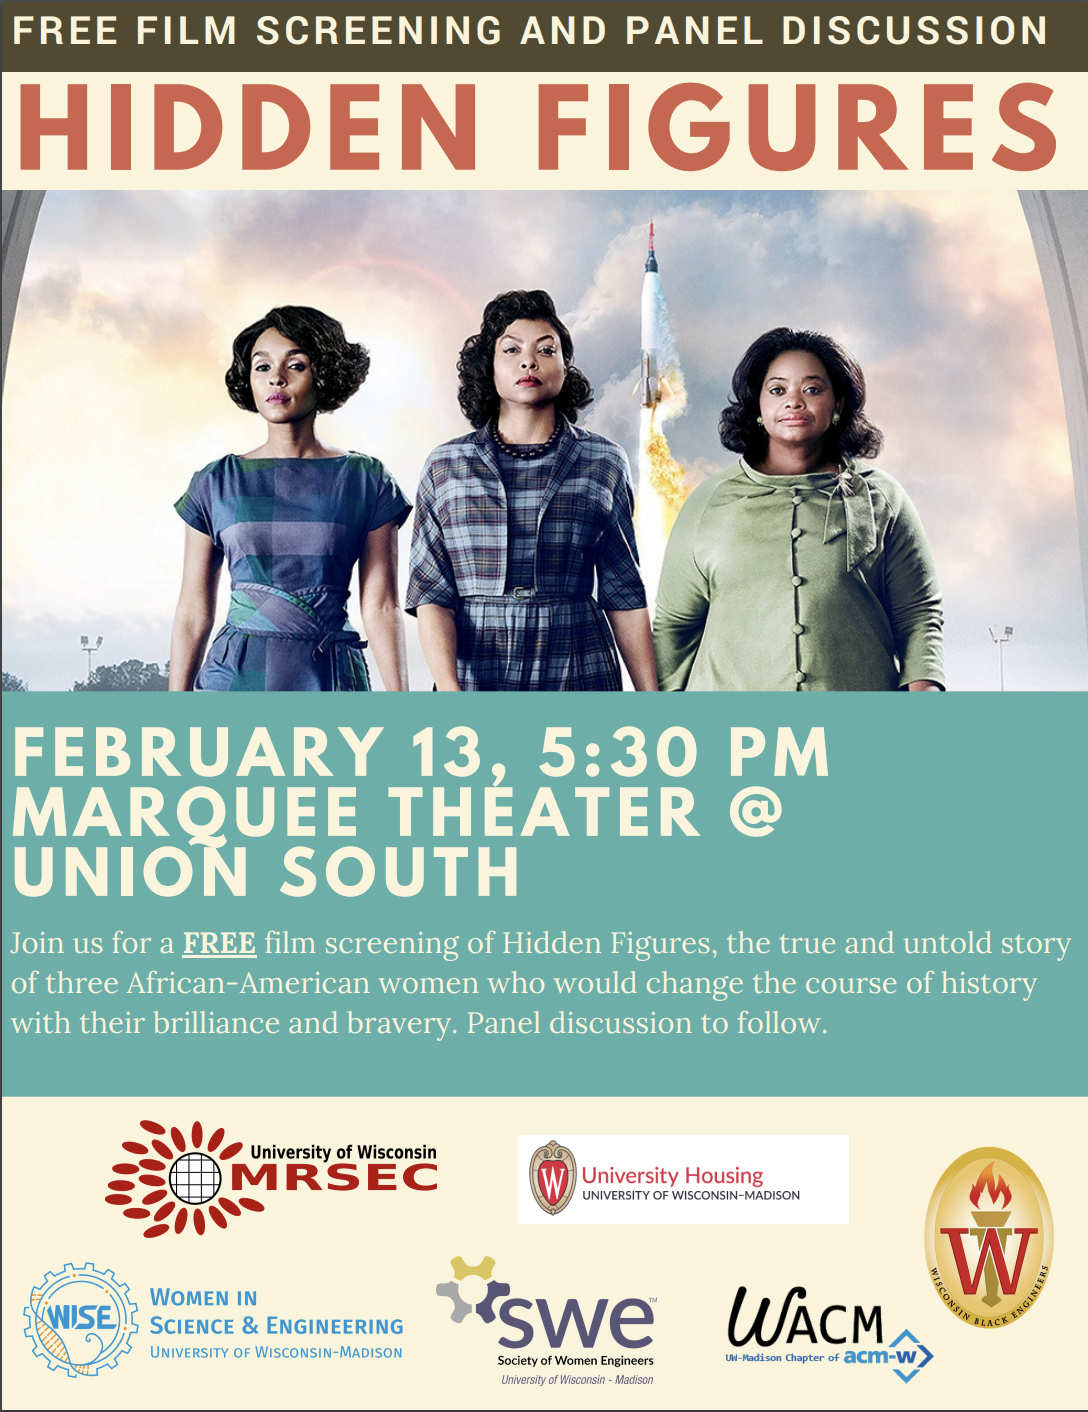 FREE FILM SCREENING AND PANEL DISCUSSION
HIDDEN FIGURES
FEBRUARY 13, 5:30 PM
MARQUEE THEATER @
UNION SOUTH
Join us for a FREE film screening of Hidden Figures, the true and untold story
of three African-American women who would change the course of history
with their brilliance and bravery. Panel discussion to follow.
University of Wisconsin
MRSEC
W
University Housing
UNIVERSITY OF WISCONSIN-MADISON
W
WISCONSIN BLACK ENGINEERS
WISE
WOMEN IN
SCIENCE & ENGINEERING
UNIVERSITY OF WISCONSIN-MADISON
swe™
Society of Women Engineers
University of Wisconsin - Madison
WACM
UW-Madison Chapter of acm-w